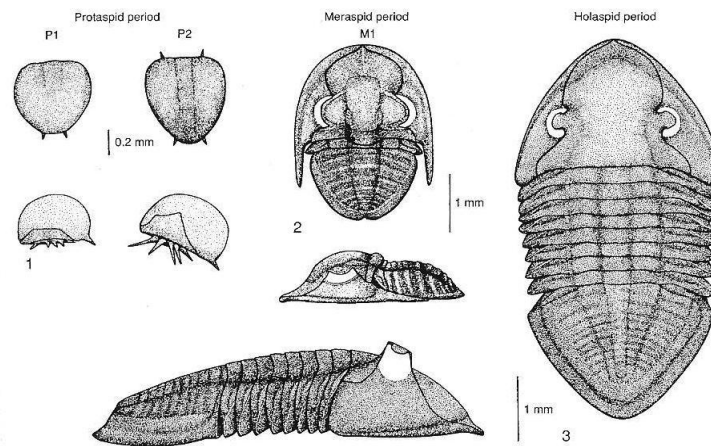 Protaspid period
P1
P2
0.2 mm
1
Meraspid period
M1
2
1 mm
Holaspid period
1 mm
3